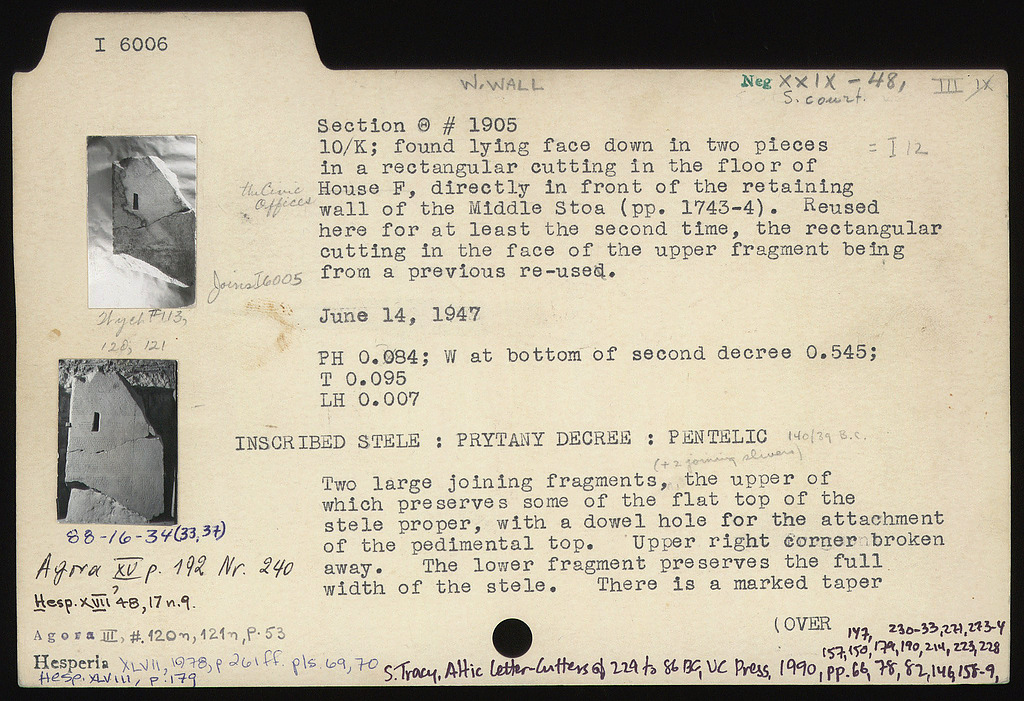 I 6006
W. WALL
Neg XXIX - 48, III IX
S. court.
Section Θ # 1905
10/K; found lying face down in two pieces = I 12
in a rectangular cutting in the floor of
the Civic Offices
House F, directly in front of the retaining
wall of the Middle Stoa (pp. 1743-4). Reused
here for at least the second time, the rectangular
cutting in the face of the upper fragment being
from a previous re-used.
Joins I 6005
June 14, 1947
#113,
120, 121
PH 0.084; W at bottom of second decree 0.545;
T 0.095
LH 0.007
INSCRIBED STELE : PRYTANY DECREE : PENTELIC 140/39 B.C.
(+2 joining slivers)
Two large joining fragments, the upper of
which preserves some of the flat top of the
stele proper, with a dowel hole for the attachment
of the pedimental top. Upper right corner broken
away. The lower fragment preserves the full
width of the stele. There is a marked taper
(OVER
88-16-34 (33, 37)
Agora XV p. 192 Nr. 240
Hesp. XVII? '48, 17 n.9.
Agora III, #. 120n, 121n, P. 53
Hesperia XLVII, 1978, p 261 ff. pls. 69, 70
Hesp. XLVIII, p. 179
147, 230-33, 271, 273-4
157, 150, 179, 190, 214, 223, 228
S. Tracy, Attic Letter-Cutters of 229 to 86 BC, UC Press, 1990, pp. 66, 78, 82, 146, 158-9,